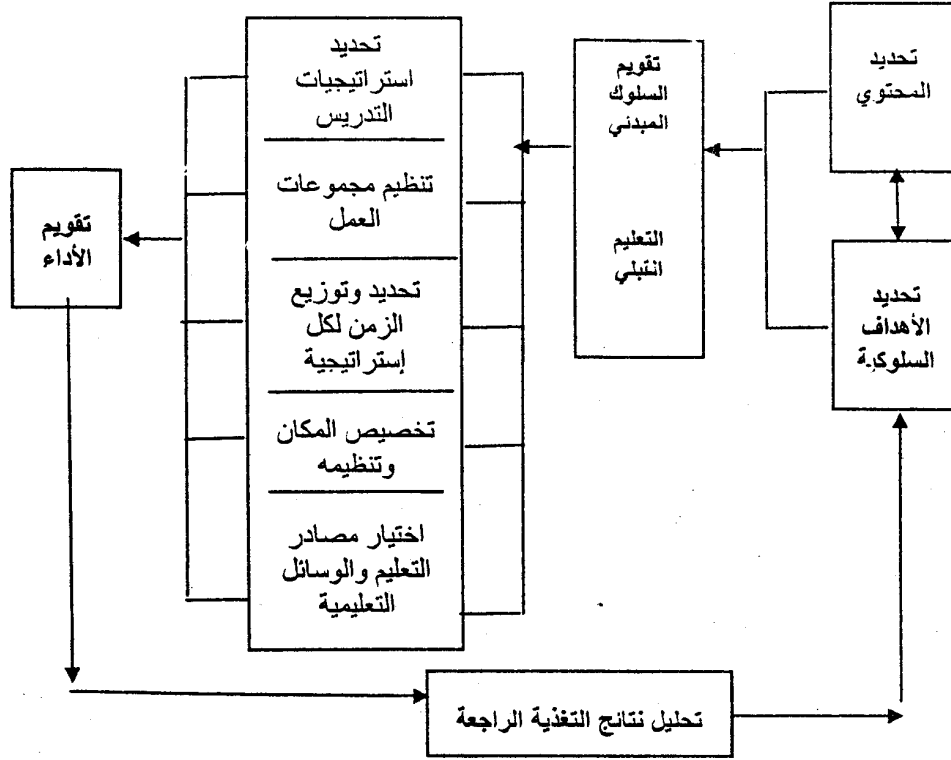 تحديد
المحتوي
تحديد
الأهداف
السلوكية
تقويم
السلوك
المبدئي
التعليم
القبلي
تحديد
استراتيجيات
التدريس
تنظيم مجموعات
العمل
تحديد وتوزيع
الزمن لكل
إستراتيجية
تخصيص المكان
وتنظيمه
اختيار مصادر
التعليم والوسائل
التعليمية
تقويم
الأداء
تحليل نتائج التغذية الراجعة